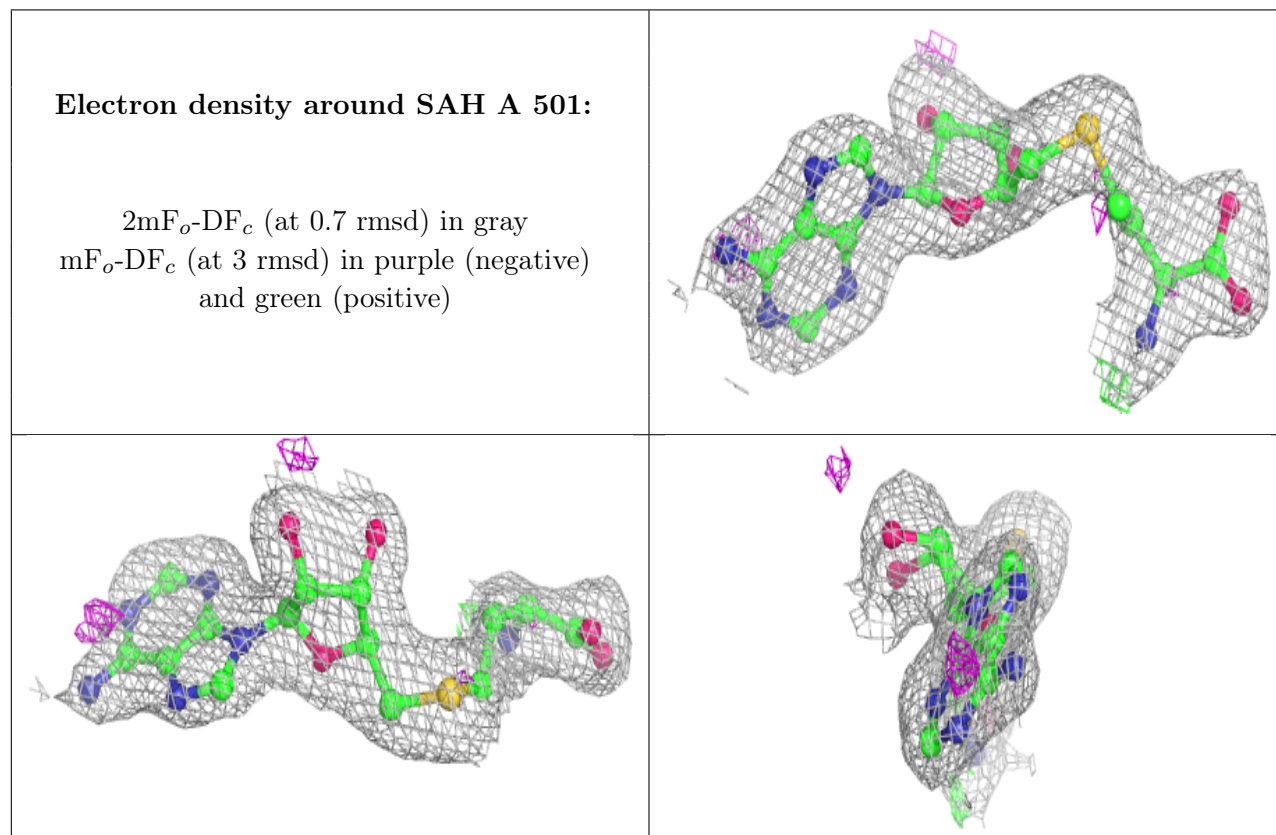 Electron density around SAH A 501:
2mFo-DFc (at 0.7 rmsd) in gray
mFo-DFc (at 3 rmsd) in purple (negative)
and green (positive)